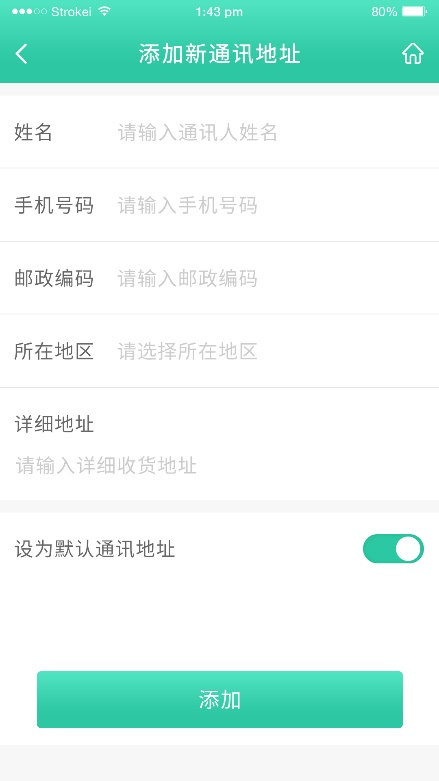 Strokei 1:43 pm 80%
添加新通讯地址
姓名 请输入通讯人姓名
手机号码 请输入手机号码
邮政编码 请输入邮政编码
所在地区 请选择所在地区
详细地址
请输入详细收货地址
设为默认通讯地址
添加